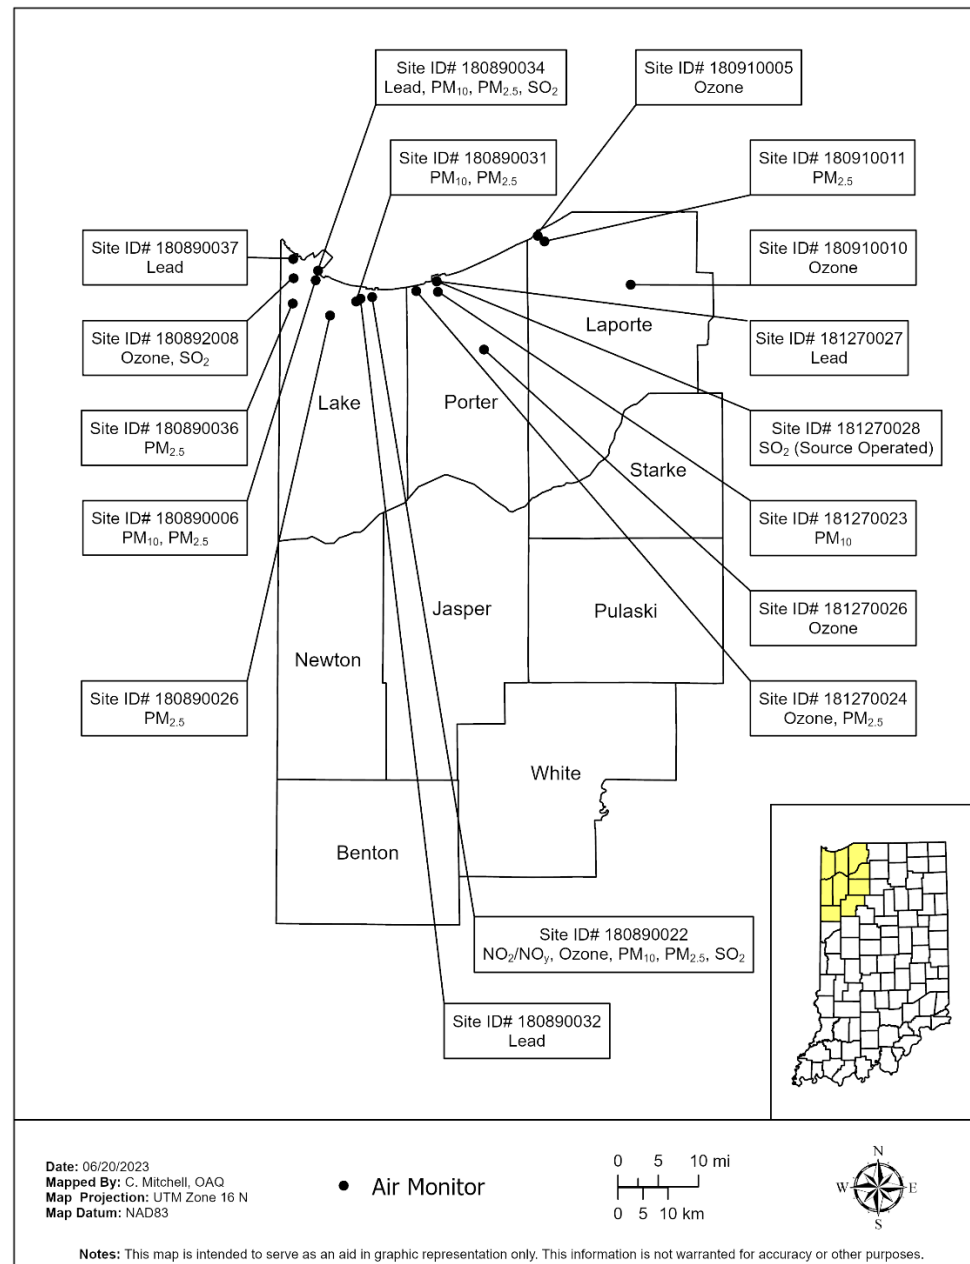 Site ID# 180890034
Lead, PM₁₀, PM₂.₅, SO₂
Site ID# 180910005
Ozone
Site ID# 180890031
PM₁₀, PM₂.₅
Site ID# 180910011
PM₂.₅
Site ID# 180890037
Lead
Site ID# 180910010
Ozone
Site ID# 180892008
Ozone, SO₂
Site ID# 181270027
Lead
Laporte
Lake
Porter
Site ID# 180890036
PM₂.₅
Site ID# 181270028
SO₂ (Source Operated)
Starke
Site ID# 180890006
PM₁₀, PM₂.₅
Site ID# 181270023
PM₁₀
Jasper
Pulaski
Site ID# 181270026
Ozone
Newton
Site ID# 180890026
PM₂.₅
Site ID# 181270024
Ozone, PM₂.₅
White
Benton
Site ID# 180890022
NO₂/NOᵧ, Ozone, PM₁₀, PM₂.₅, SO₂
Site ID# 180890032
Lead
Date: 06/20/2023
Mapped By: C. Mitchell, OAQ
Map Projection: UTM Zone 16 N
Map Datum: NAD83
Air Monitor
0 5 10 mi
0 5 10 km
N
W E
S
Notes: This map is intended to serve as an aid in graphic representation only. This information is not warranted for accuracy or other purposes.